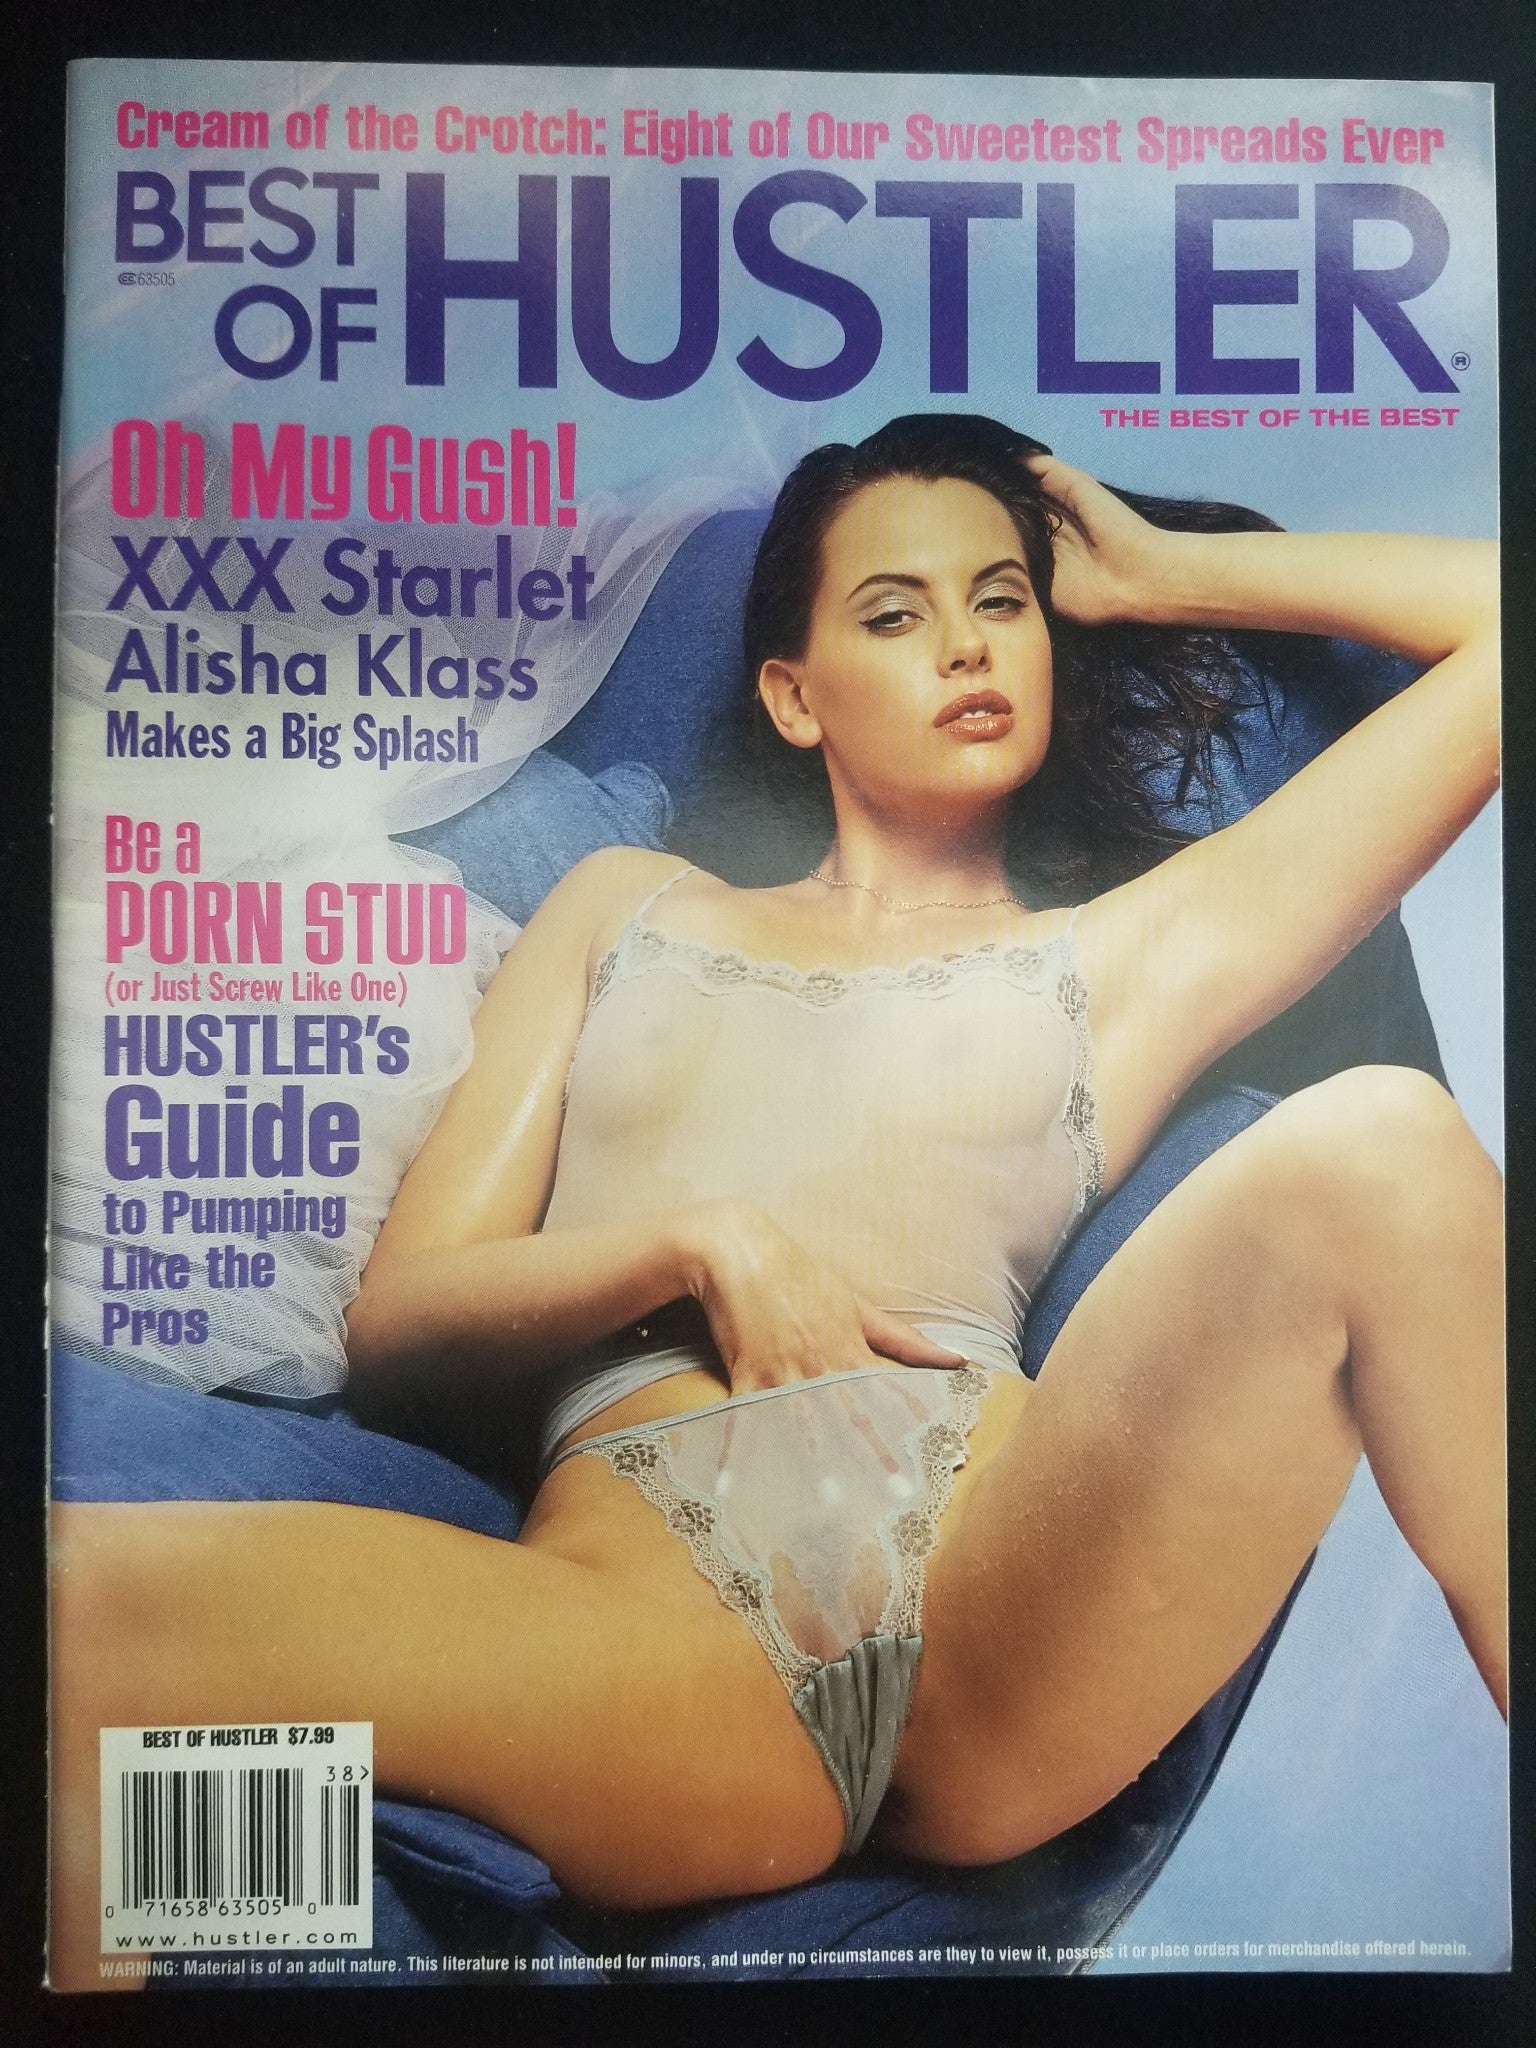 Cream of the Crotch: Eight of Our Sweetest Spreads Ever
BEST OF HUSTLER®
63505
THE BEST OF THE BEST
Oh My Gush!
XXX Starlet
Alisha Klass
Makes a Big Splash
Be a
PORN STUD
(or Just Screw Like One)
HUSTLER's
Guide
to Pumping
Like the
Pros
BEST OF HUSTLER $7.99
38>
0 71658 63505 0
www.hustler.com
WARNING: Material is of an adult nature. This literature is not intended for minors, and under no circumstances are they to view it, possess it or place orders for merchandise offered herein.